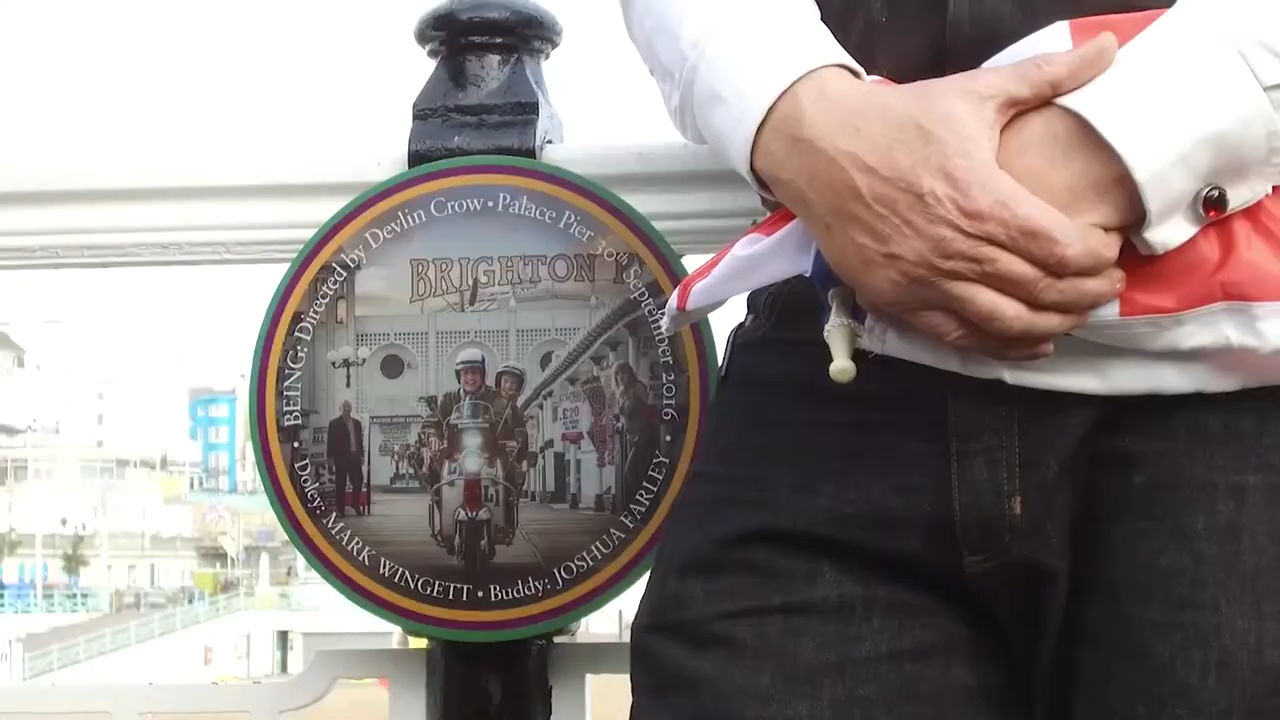 • BEING: Directed by Devlin Crow • Palace Pier 30th September 2016 •
Doley: MARK WINGETT • Buddy: JOSHUA FARLEY
BRIGHTON
£20
L